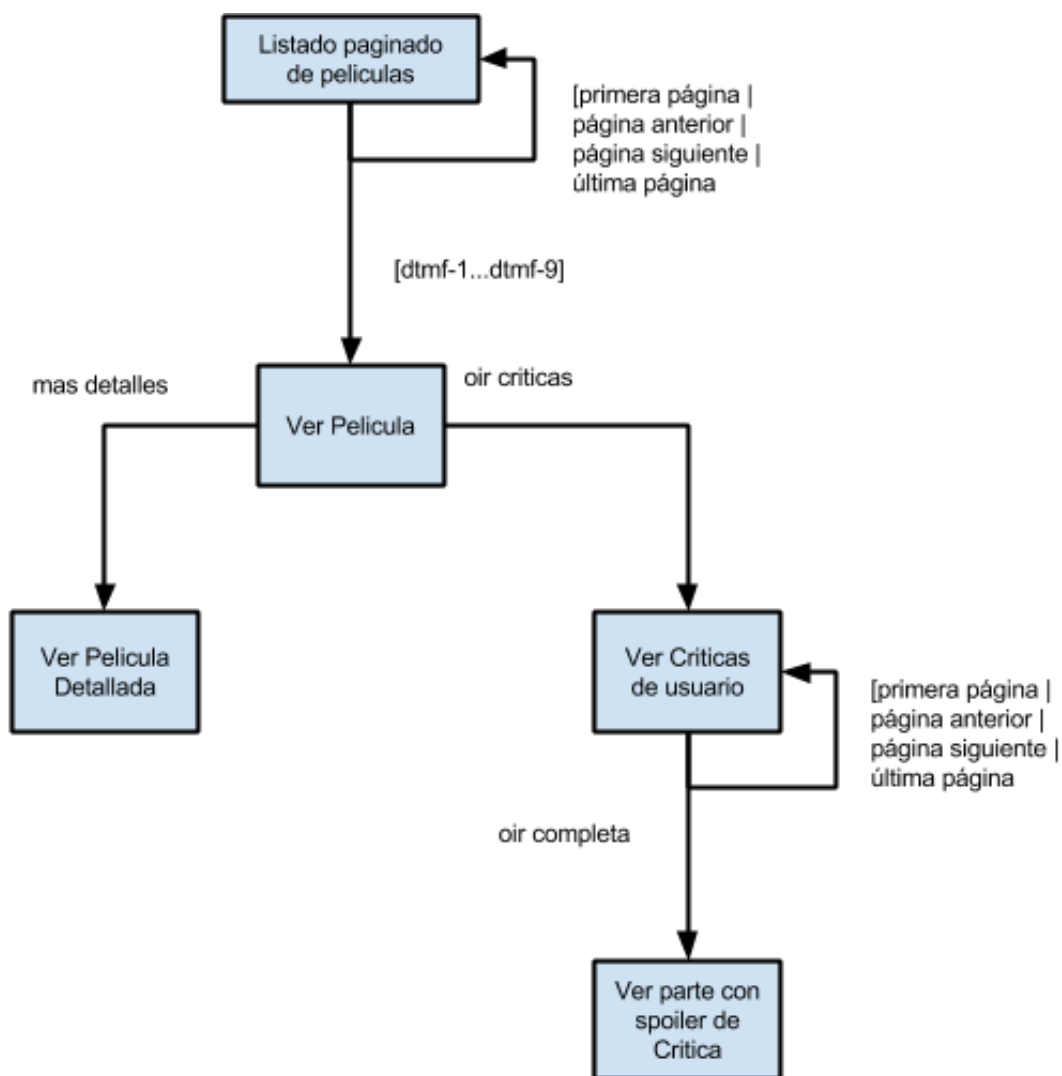 Listado paginado
de peliculas
[primera página |
página anterior |
página siguiente |
última página
[dtmf-1...dtmf-9]
mas detalles
oir criticas
Ver Pelicula
Ver Pelicula
Detallada
Ver Criticas
de usuario
[primera página |
página anterior |
página siguiente |
última página
oir completa
Ver parte con
spoiler de
Critica